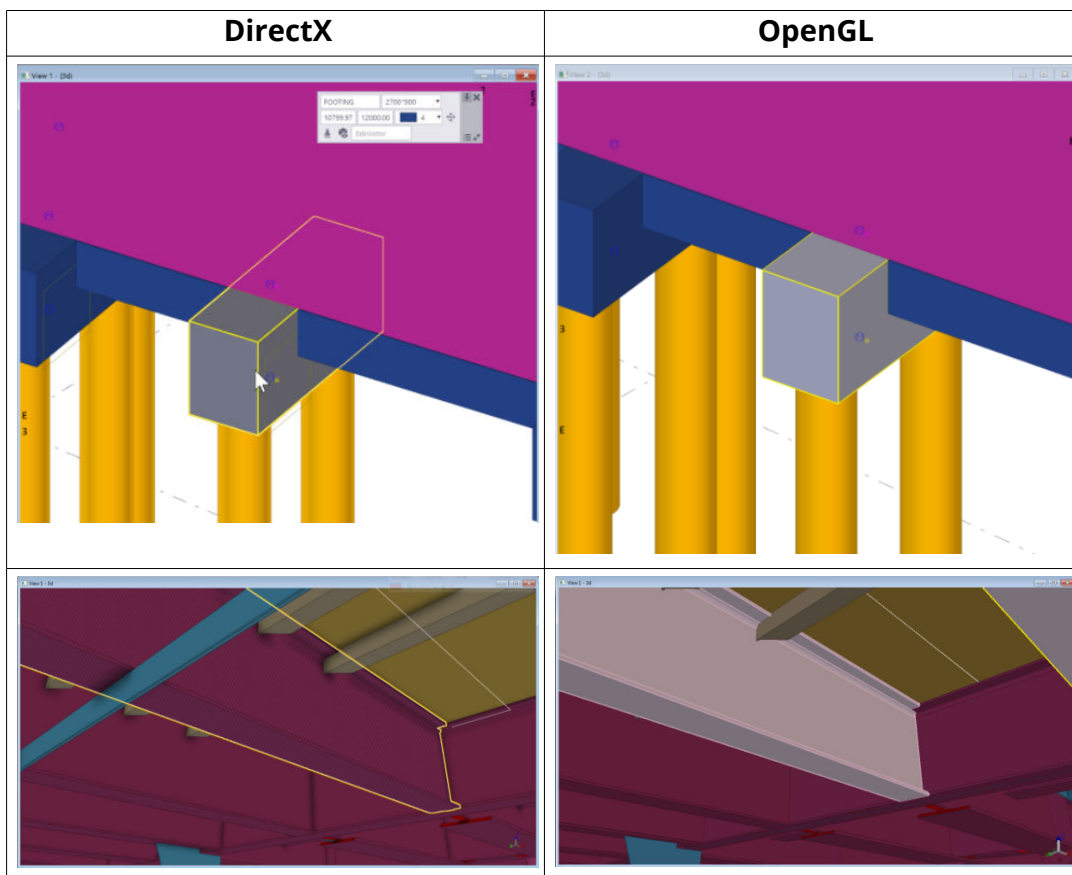 DirectX
OpenGL
View 1 - (3d)
View 2 - (3d)
FOOTING 2700*900
10799.97 12000.00 4
Fabricator
E
3
3
E
View 1 - 3d
View 1 - 3d